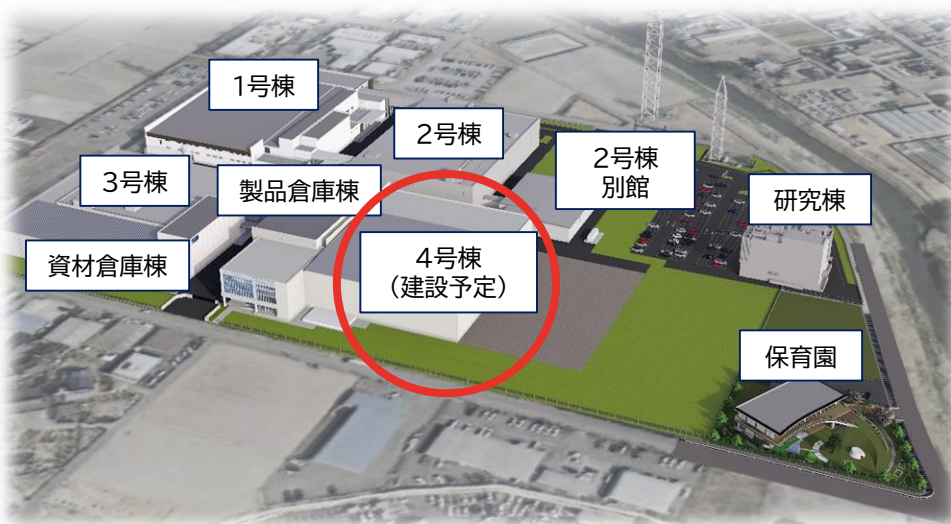 1号棟
2号棟
2号棟
別館
3号棟
製品倉庫棟
研究棟
資材倉庫棟
4号棟
（建設予定）
保育園